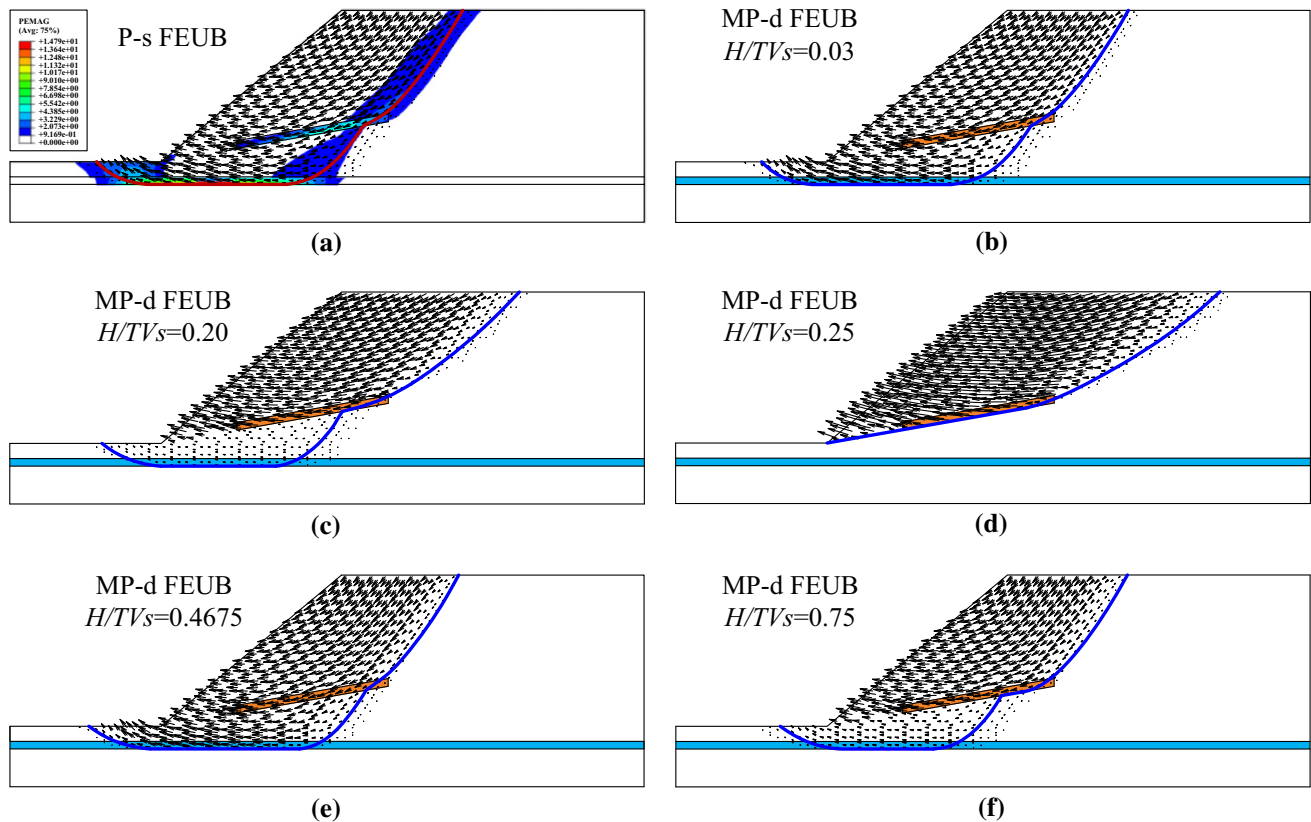 PEMAG
(Avg: 75%)
+1.479e+01
+1.364e+01
+1.248e+01
+1.132e+01
+1.017e+01
+9.010e+00
+7.854e+00
+6.698e+00
+5.542e+00
+4.385e+00
+3.229e+00
+2.073e+00
+9.169e-01
+0.000e+00
P-s FEUB
(a)
MP-d FEUB
H/TVs=0.03
(b)
MP-d FEUB
H/TVs=0.20
(c)
MP-d FEUB
H/TVs=0.25
(d)
MP-d FEUB
H/TVs=0.4675
(e)
MP-d FEUB
H/TVs=0.75
(f)